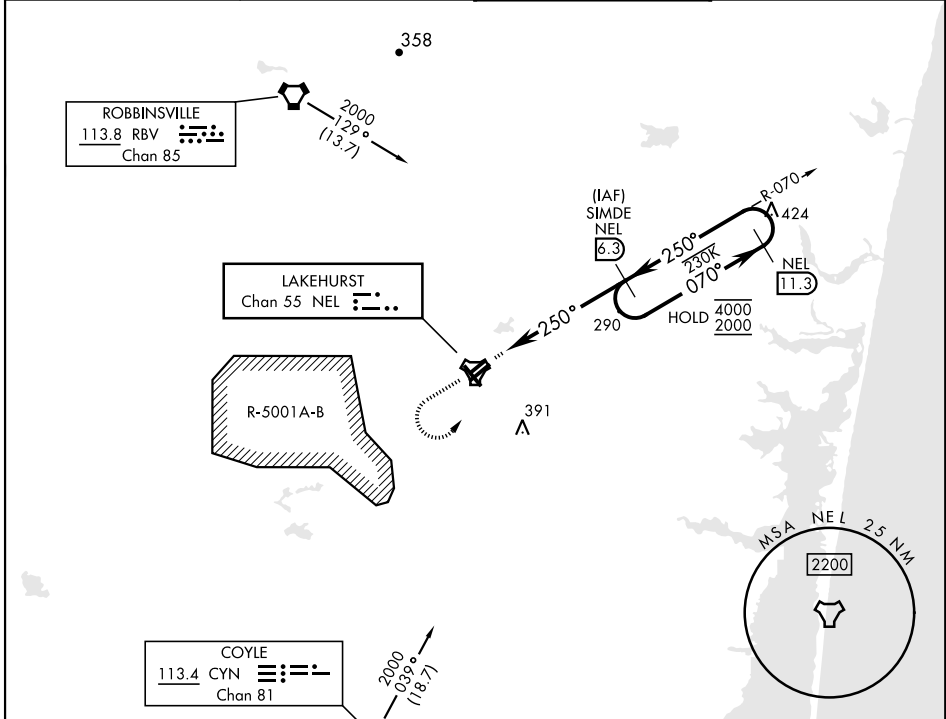 358
ROBBINSVILLE
113.8 RBV
Chan 85
2000
129°
(13.7)
(IAF)
SIMDE
NEL
6.3
R-070
424
250°
230K
070°
NEL
11.3
LAKEHURST
Chan 55 NEL
250°
290
HOLD
4000
2000
R-5001A-B
391
MSA NEL 25 NM
2200
COYLE
113.4 CYN
Chan 81
2000
039°
(18.7)